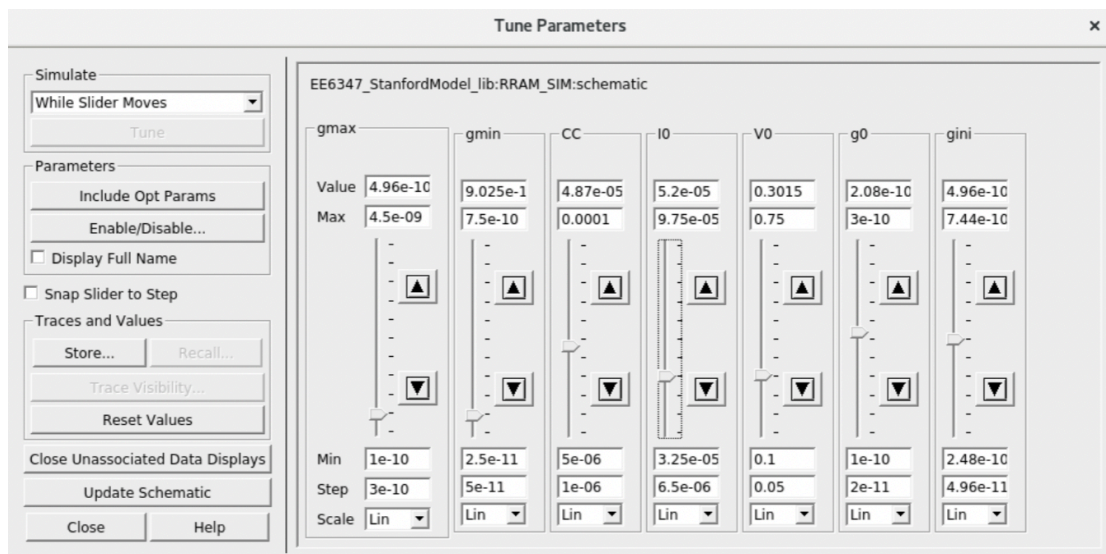 Tune Parameters
Simulate
While Slider Moves
Tune
Parameters
Include Opt Params
Enable/Disable...
Display Full Name
Snap Slider to Step
Traces and Values
Store... Recall...
Trace Visibility...
Reset Values
Close Unassociated Data Displays
Update Schematic
Close Help
EE6347_StanfordModel_lib:RRAM_SIM:schematic
gmax gmin CC I0 V0 g0 gini
Value 4.96e-10 9.025e-1 4.87e-05 5.2e-05 0.3015 2.08e-10 4.96e-10
Max 4.5e-09 7.5e-10 0.0001 9.75e-05 0.75 3e-10 7.44e-10
Min 1e-10 2.5e-11 5e-06 3.25e-05 0.1 1e-10 2.48e-10
Step 3e-10 5e-11 1e-06 6.5e-06 0.05 2e-11 4.96e-11
Scale Lin Lin Lin Lin Lin Lin Lin